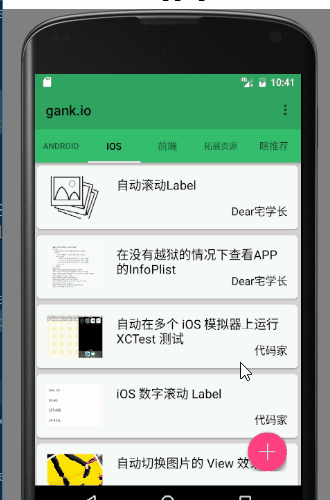 10:41
gank.io
ANDROID IOS 前端 拓展资源 啥推荐
自动滚动Label
Dear宅学长
在没有越狱的情况下查看APP
的InfoPlist
Dear宅学长
自动在多个 iOS 模拟器上运行
XCTest 测试
代码家
iOS 数字滚动 Label
代码家
自动切换图片的 View 效